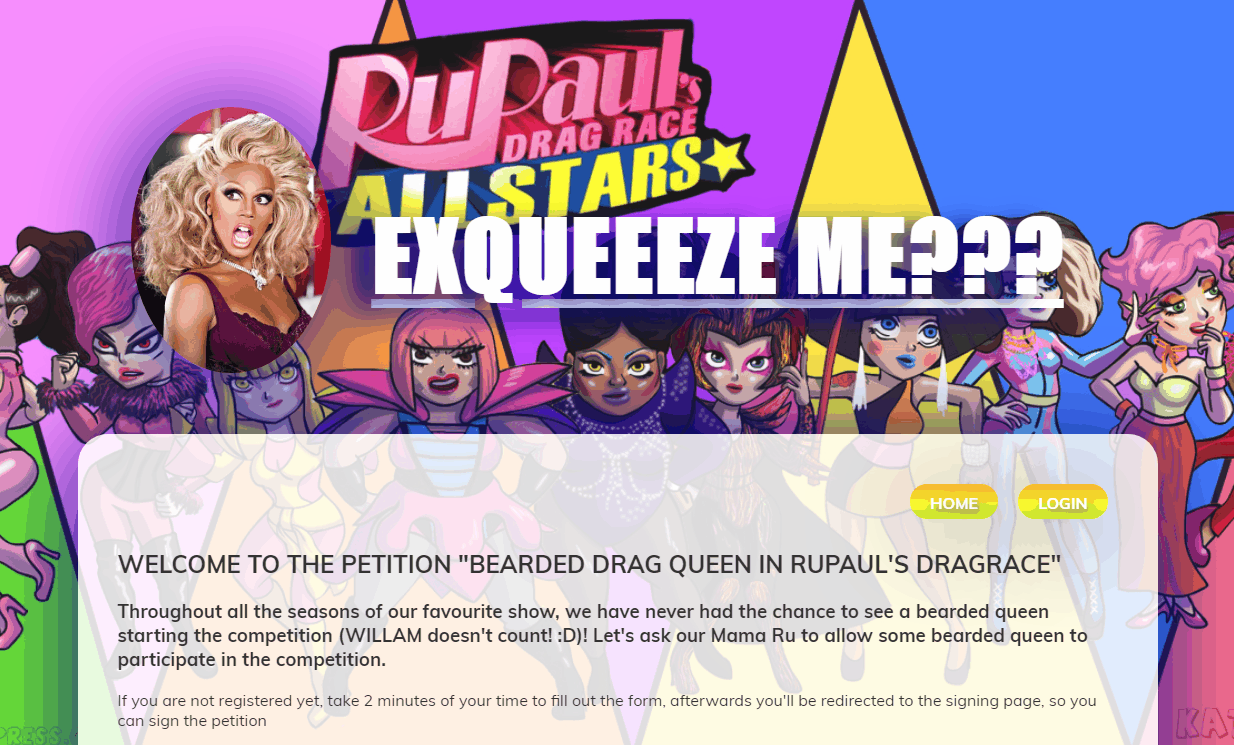 RuPaul's
DRAG RACE
ALL STARS
EXQUEEEZE ME???
HOME LOGIN
WELCOME TO THE PETITION "BEARDED DRAG QUEEN IN RUPAUL'S DRAGRACE"
Throughout all the seasons of our favourite show, we have never had the chance to see a bearded queen
starting the competition (WILLAM doesn't count! :D)! Let's ask our Mama Ru to allow some bearded queen to
participate in the competition.
If you are not registered yet, take 2 minutes of your time to fill out the form, afterwards you'll be redirected to the signing page, so you
can sign the petition